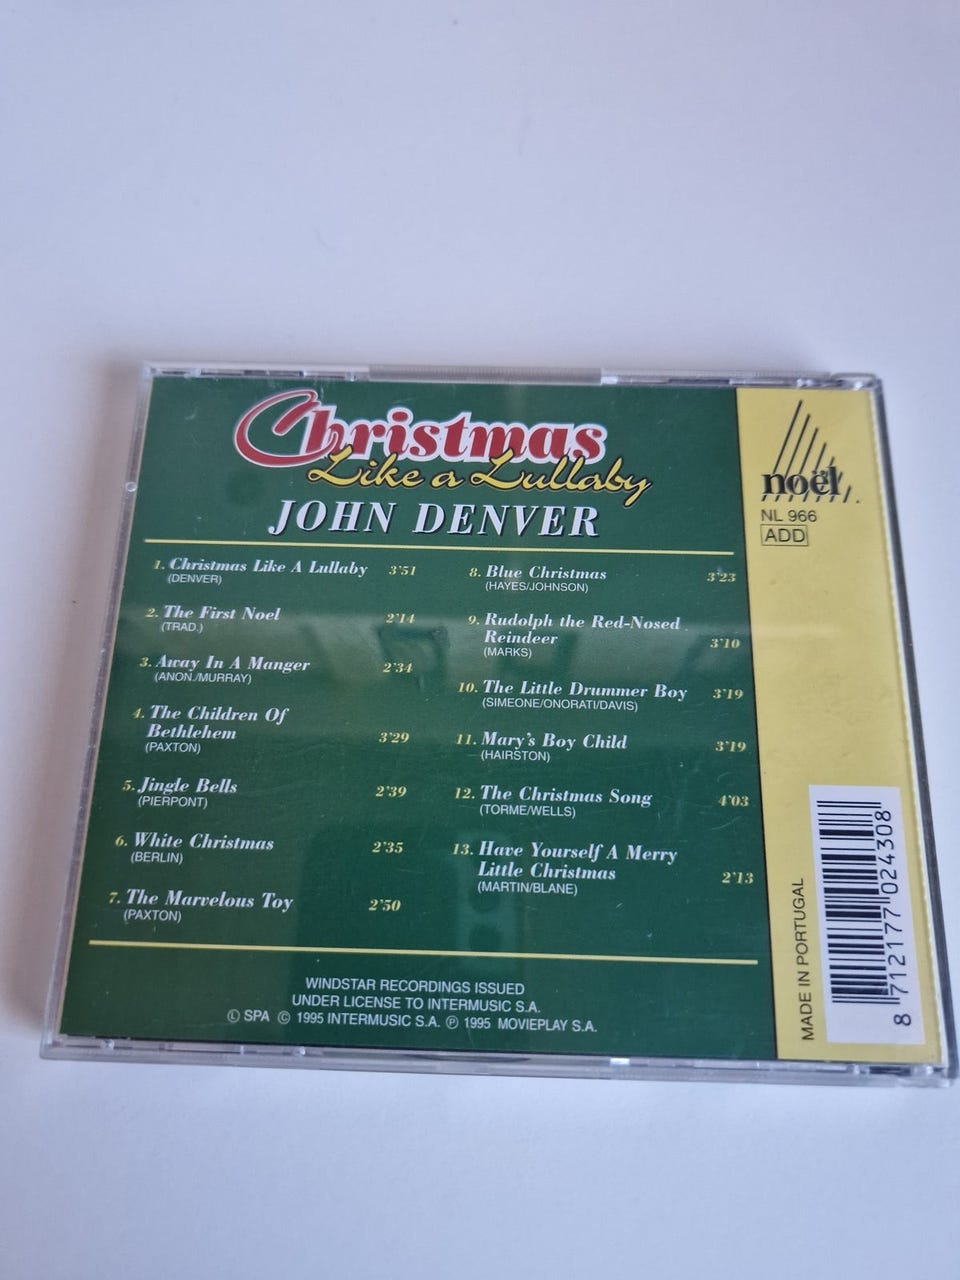 Christmas
Like a Lullaby
JOHN DENVER
1. Christmas Like A Lullaby 3'51
(DENVER)
2. The First Noel 2'14
(TRAD.)
3. Away In A Manger 2'34
(ANON./MURRAY)
4. The Children Of
Bethlehem 3'29
(PAXTON)
5. Jingle Bells 2'39
(PIERPONT)
6. White Christmas 2'35
(BERLIN)
7. The Marvelous Toy 2'50
(PAXTON)
8. Blue Christmas 3'23
(HAYES/JOHNSON)
9. Rudolph the Red-Nosed
Reindeer 3'10
(MARKS)
10. The Little Drummer Boy 3'19
(SIMEONE/ONORATI/DAVIS)
11. Mary's Boy Child 3'19
(HAIRSTON)
12. The Christmas Song 4'03
(TORME/WELLS)
13. Have Yourself A Merry
Little Christmas 2'13
(MARTIN/BLANE)
WINDSTAR RECORDINGS ISSUED
UNDER LICENSE TO INTERMUSIC S.A.
Ⓛ SPA © 1995 INTERMUSIC S.A. ℗ 1995 MOVIEPLAY S.A.
noël
NL 966
ADD
MADE IN PORTUGAL
8 712177 024308